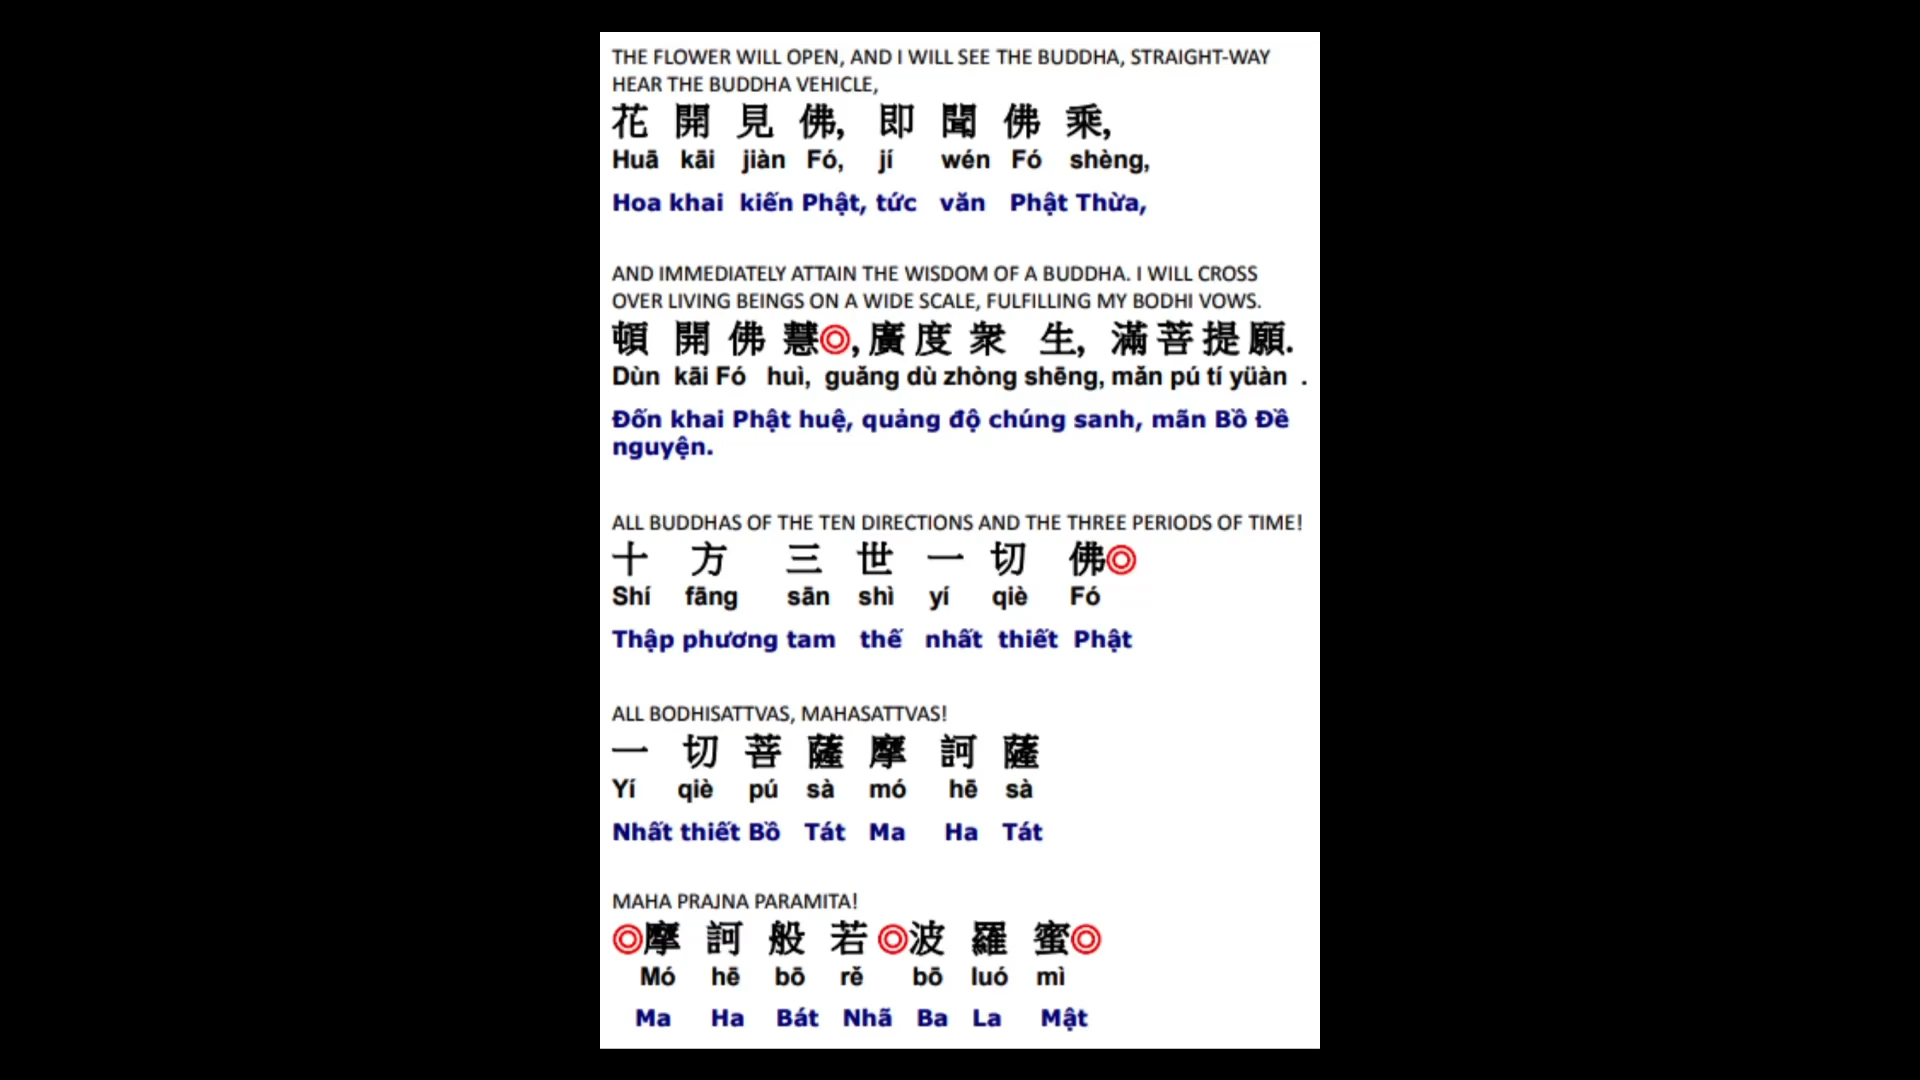 THE FLOWER WILL OPEN, AND I WILL SEE THE BUDDHA, STRAIGHT-WAY
HEAR THE BUDDHA VEHICLE,
花 開 見 佛, 即 聞 佛 乘,
Huā kāi jiàn Fó, jí wén Fó shèng,
Hoa khai kiến Phật, tức văn Phật Thừa,
AND IMMEDIATELY ATTAIN THE WISDOM OF A BUDDHA. I WILL CROSS
OVER LIVING BEINGS ON A WIDE SCALE, FULFILLING MY BODHI VOWS.
頓 開 佛 慧◎, 廣 度 衆 生, 滿 菩 提 願.
Dùn kāi Fó huì, guǎng dù zhòng shēng, mǎn pú tí yüàn .
Đốn khai Phật huệ, quảng độ chúng sanh, mãn Bồ Đề
nguyện.
ALL BUDDHAS OF THE TEN DIRECTIONS AND THE THREE PERIODS OF TIME!
十 方 三 世 一 切 佛◎
Shí fāng sān shì yí qiè Fó
Thập phương tam thế nhất thiết Phật
ALL BODHISATTVAS, MAHASATTVAS!
一 切 菩 薩 摩 訶 薩
Yí qiè pú sà mó hē sà
Nhất thiết Bồ Tát Ma Ha Tát
MAHA PRAJNA PARAMITA!
◎摩 訶 般 若 ◎波 羅 蜜◎
Mó hē bō rě bō luó mì
Ma Ha Bát Nhã Ba La Mật